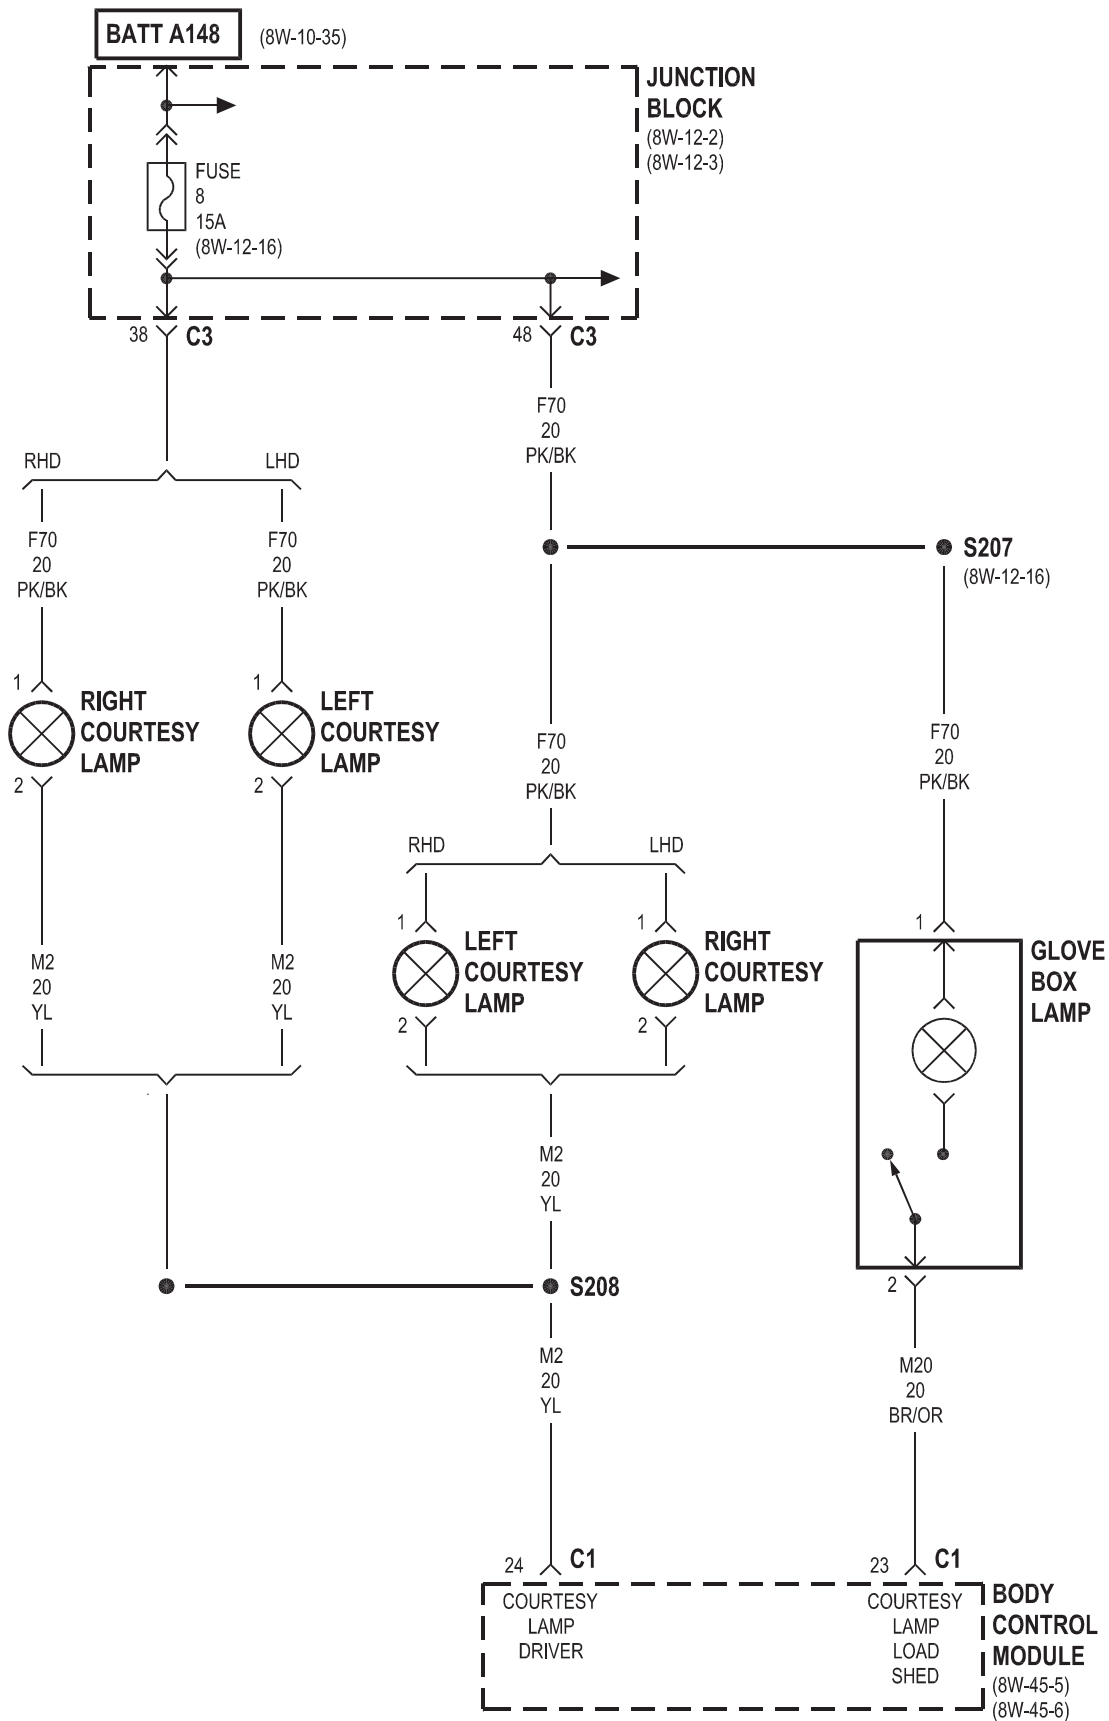 BATT A148 (8W-10-35)
JUNCTION
BLOCK
(8W-12-2)
(8W-12-3)
FUSE
8
15A
(8W-12-16)
38 C3
48 C3
F70
20
PK/BK
RHD
LHD
F70
20
PK/BK
F70
20
PK/BK
S207
(8W-12-16)
1
RIGHT
COURTESY
LAMP
2
1
LEFT
COURTESY
LAMP
2
F70
20
PK/BK
F70
20
PK/BK
RHD
LHD
1
LEFT
COURTESY
LAMP
2
1
RIGHT
COURTESY
LAMP
2
1
GLOVE
BOX
LAMP
2
M2
20
YL
M2
20
YL
M2
20
YL
S208
M2
20
YL
M20
20
BR/OR
24 C1
23 C1
COURTESY
LAMP
DRIVER
COURTESY
LAMP
LOAD
SHED
BODY
CONTROL
MODULE
(8W-45-5)
(8W-45-6)